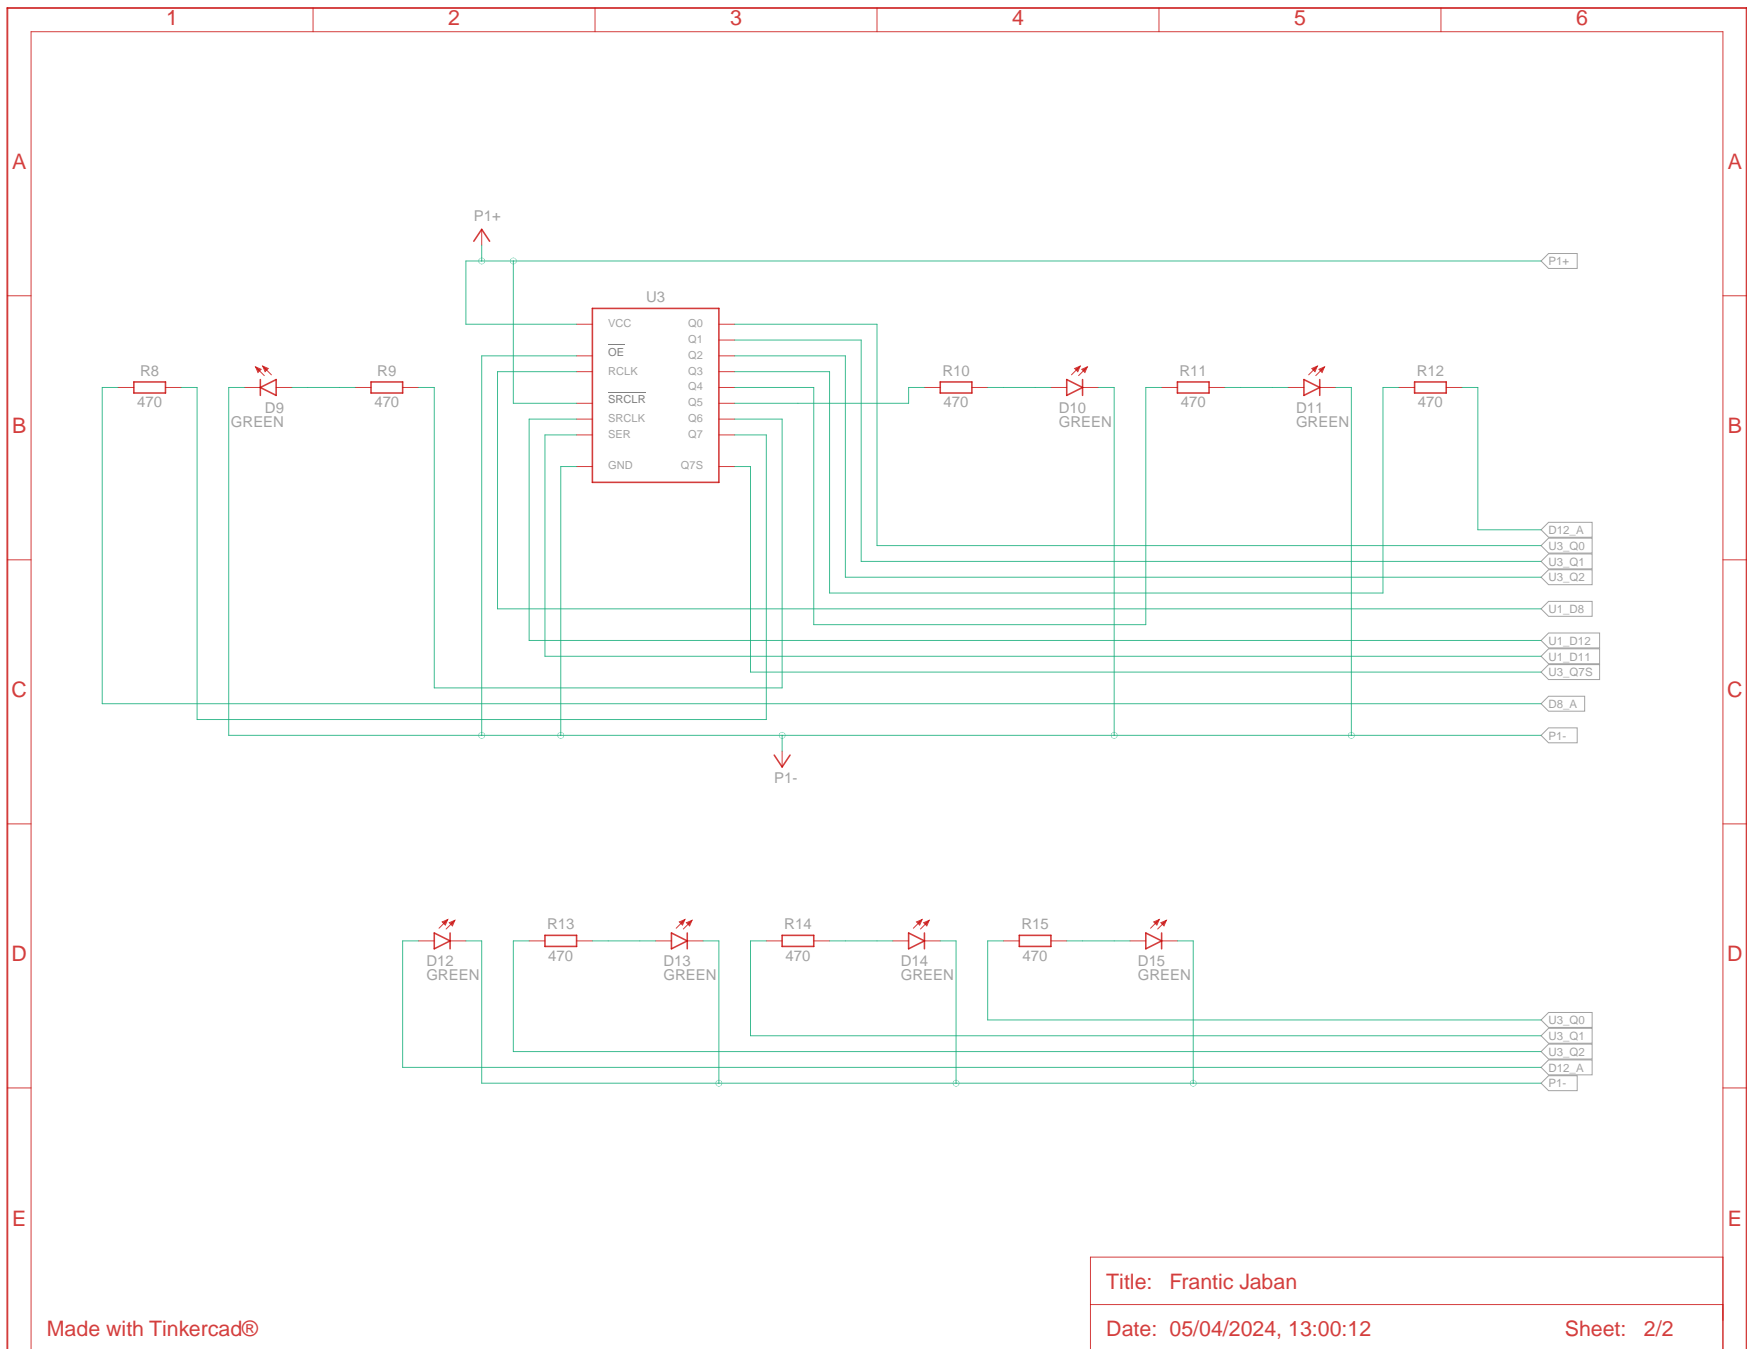 1 2 3 4 5 6
A A
P1+
P1+
U3
VCC Q0
Q1
OE Q2
RCLK Q3
Q4
SRCLR Q5
SRCLK Q6
SER Q7
GND Q7S
R8
470
D9
GREEN
R9
470
R10
470
D10
GREEN
R11
470
D11
GREEN
R12
470
B B
D12_A
U3_Q0
U3_Q1
U3_Q2
U1_D8
U1_D12
U1_D11
U3_Q7S
C C
D8_A
P1-
P1-
D12
GREEN
R13
470
D13
GREEN
R14
470
D14
GREEN
R15
470
D15
GREEN
D D
U3_Q0
U3_Q1
U3_Q2
D12_A
P1-
E E
Title: Frantic Jaban
Made with Tinkercad®
Date: 05/04/2024, 13:00:12 Sheet: 2/2